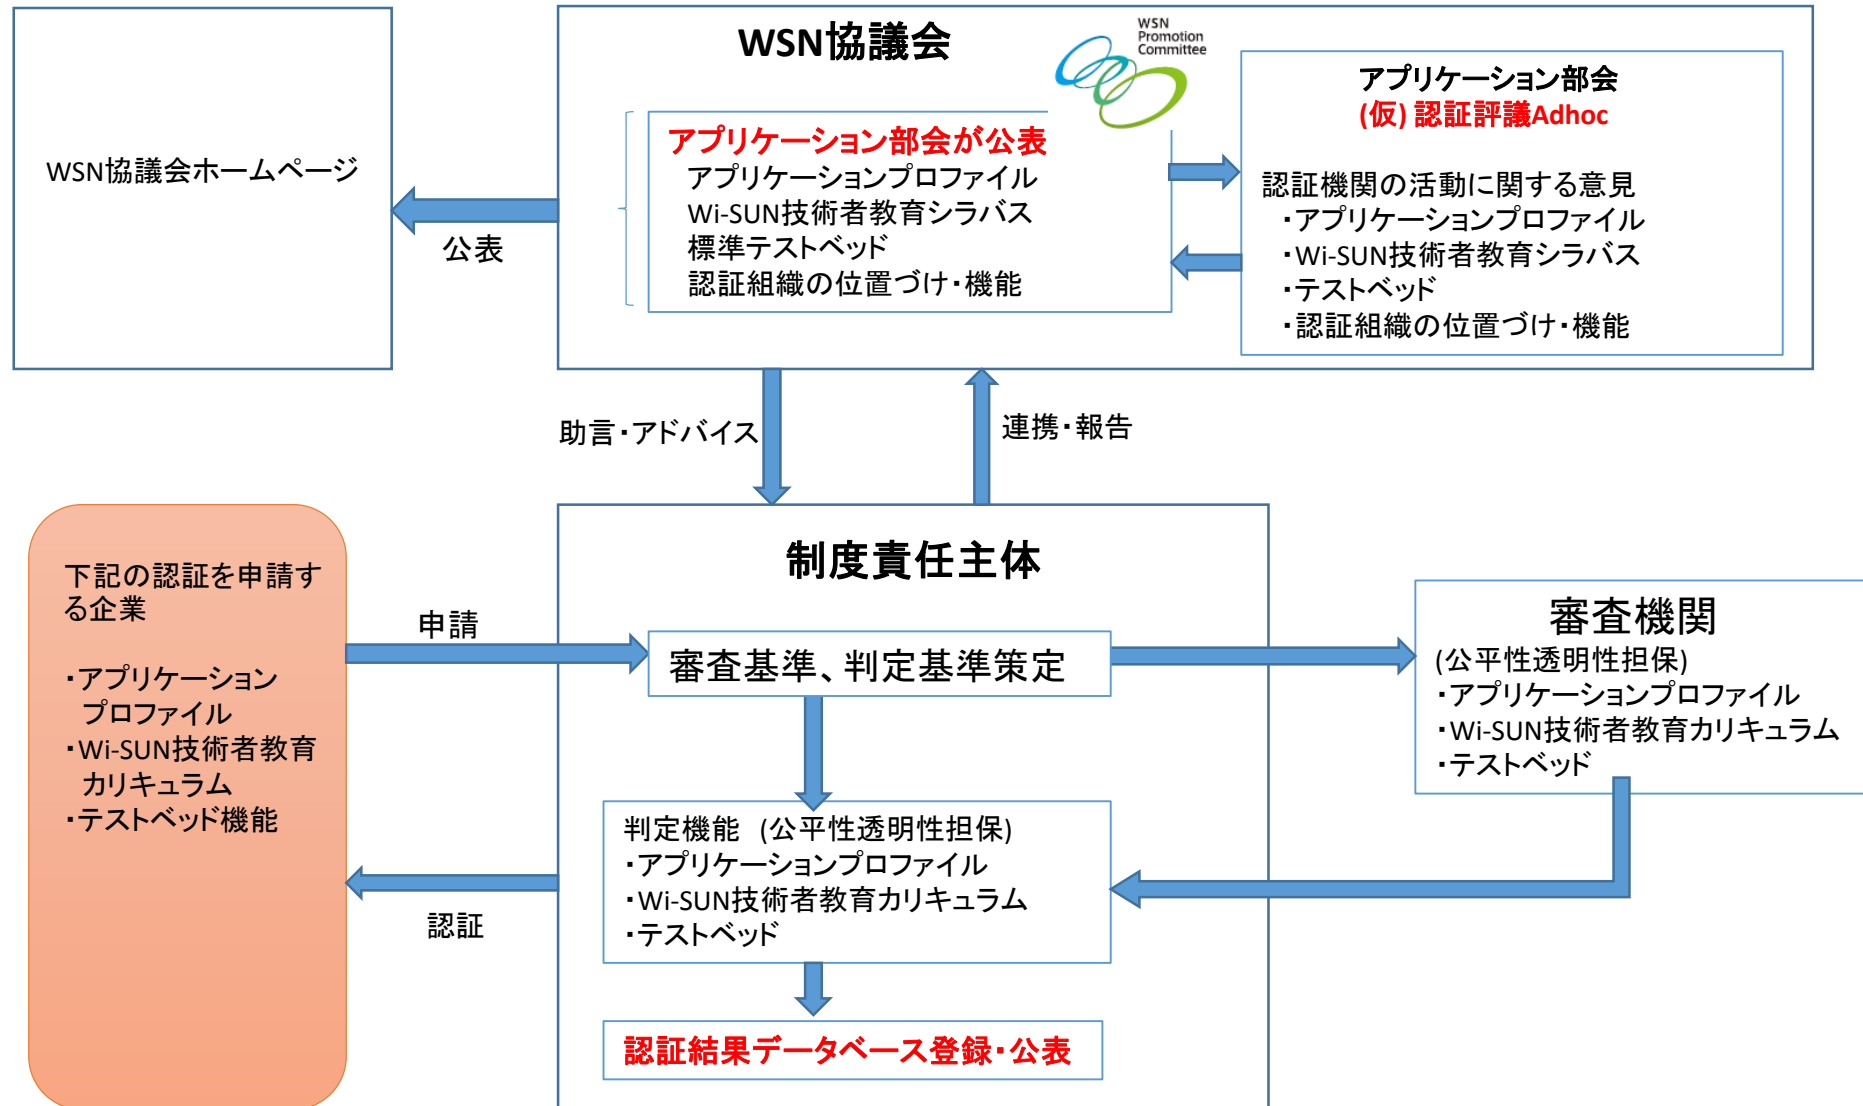 WSN協議会
WSN
Promotion
Committee
アプリケーション部会
(仮) 認証評議Adhoc
認証機関の活動に関する意見
・アプリケーションプロファイル
・Wi-SUN技術者教育シラバス
・テストベッド
・認証組織の位置づけ・機能
アプリケーション部会が公表
アプリケーションプロファイル
Wi-SUN技術者教育シラバス
標準テストベッド
認証組織の位置づけ・機能
WSN協議会ホームページ
公表
助言・アドバイス
連携・報告
下記の認証を申請す
る企業
・アプリケーション
プロファイル
・Wi-SUN技術者教育
カリキュラム
・テストベッド機能
申請
認証
制度責任主体
審査基準、判定基準策定
判定機能 (公平性透明性担保)
・アプリケーションプロファイル
・Wi-SUN技術者教育カリキュラム
・テストベッド
認証結果データベース登録・公表
審査機関
(公平性透明性担保)
・アプリケーションプロファイル
・Wi-SUN技術者教育カリキュラム
・テストベッド